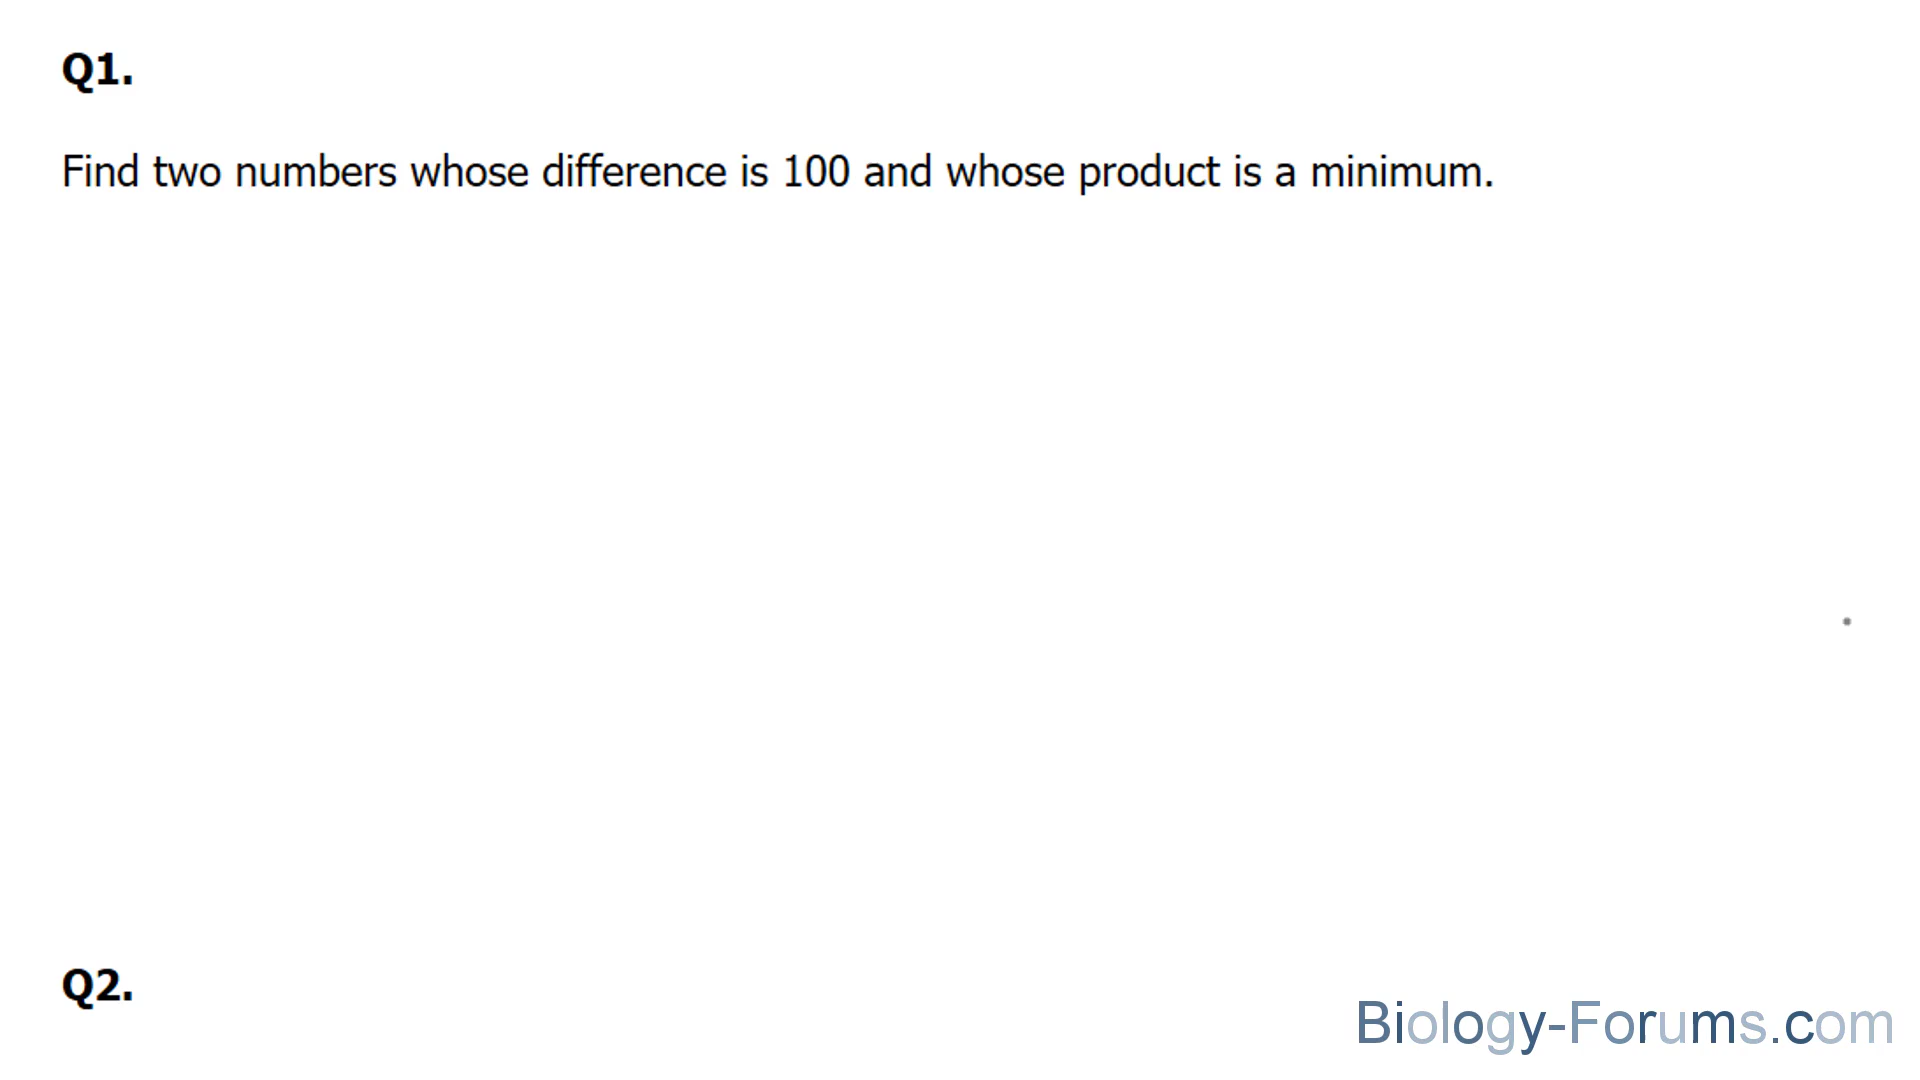 Q1.
Find two numbers whose difference is 100 and whose product is a minimum.
Q2.
Biology-Forums.com